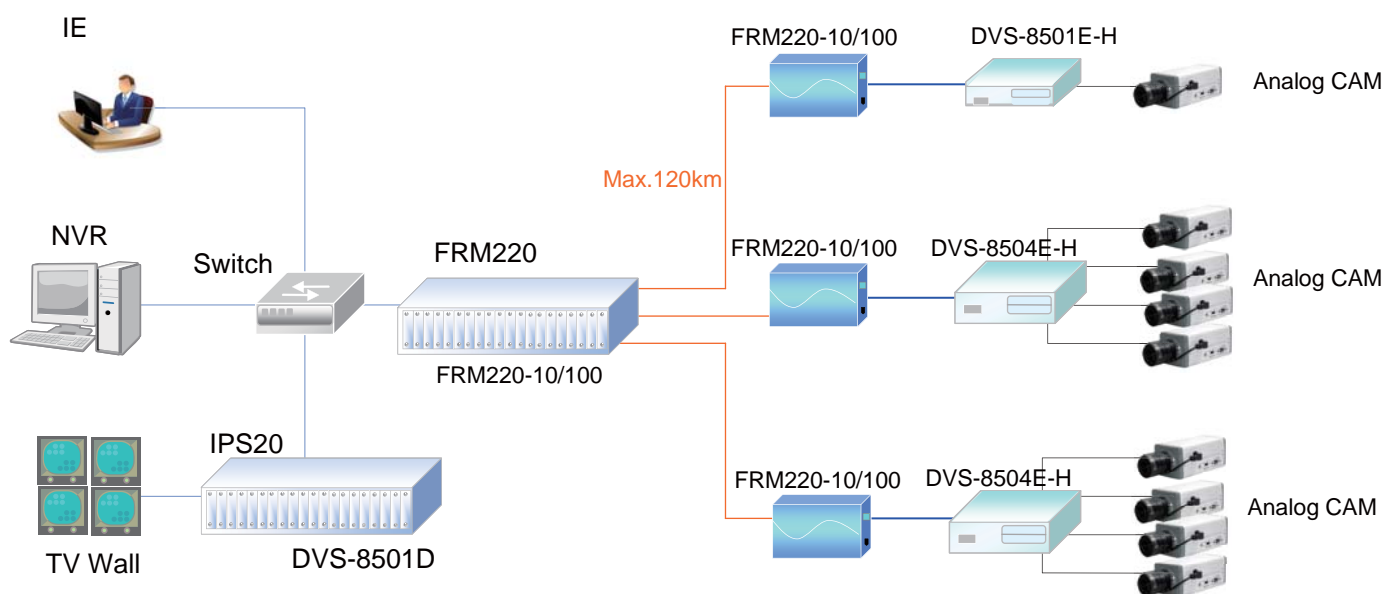 IE
FRM220-10/100
DVS-8501E-H
Analog CAM
Max.120km
NVR
Switch
FRM220
FRM220-10/100
DVS-8504E-H
Analog CAM
FRM220-10/100
IPS20
FRM220-10/100
DVS-8504E-H
Analog CAM
TV Wall
DVS-8501D